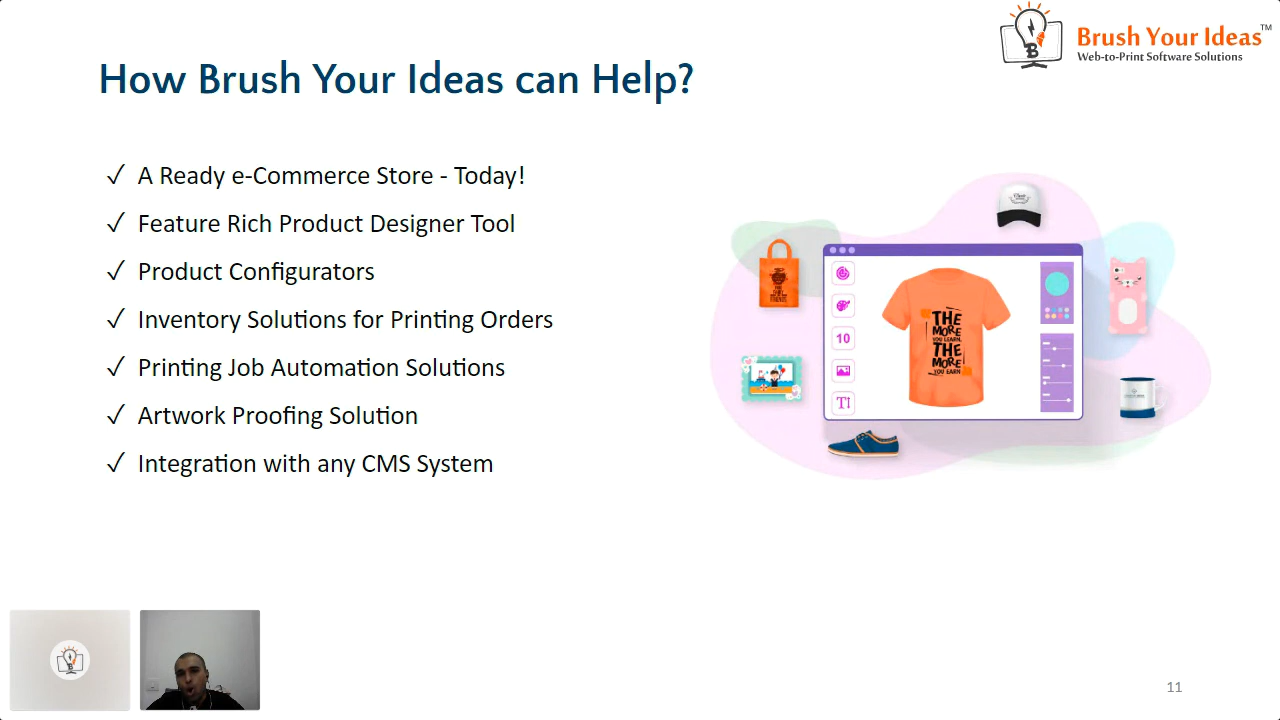 Brush Your Ideas™
Web-to-Print Software Solutions
How Brush Your Ideas can Help?
✓ A Ready e-Commerce Store - Today!
✓ Feature Rich Product Designer Tool
✓ Product Configurators
✓ Inventory Solutions for Printing Orders
✓ Printing Job Automation Solutions
✓ Artwork Proofing Solution
✓ Integration with any CMS System
10
T
THE
MORE
YOU LEARN,
THE
MORE
YOU EARN
11